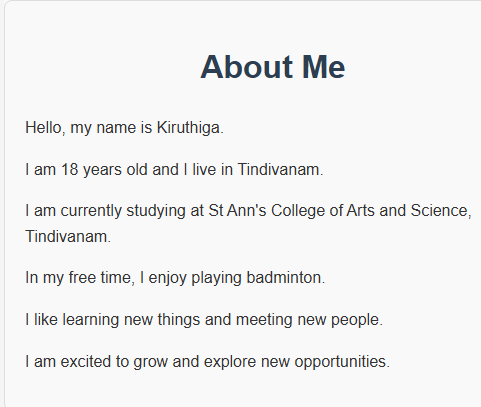 About Me
Hello, my name is Kiruthiga.
I am 18 years old and I live in Tindivanam.
I am currently studying at St Ann's College of Arts and Science,
Tindivanam.
In my free time, I enjoy playing badminton.
I like learning new things and meeting new people.
I am excited to grow and explore new opportunities.